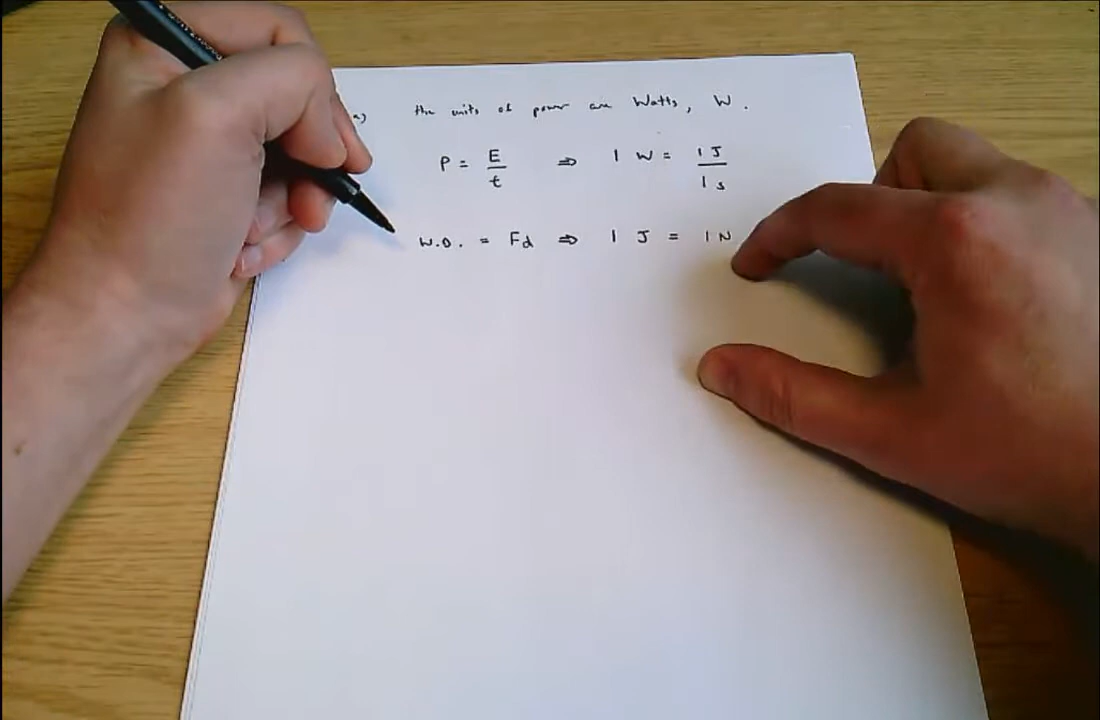 a) the units of power are Watts, W.
P = E/t ⇒ 1 W = 1 J/1 s
W.D. = Fd ⇒ 1 J = 1 N